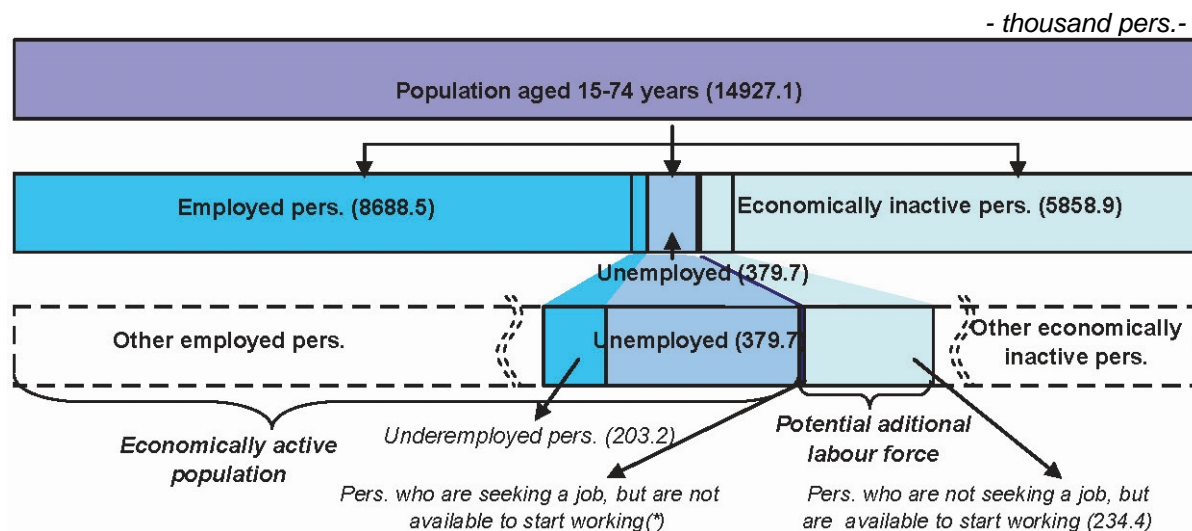 - thousand pers.-
Population aged 15-74 years (14927.1)
Employed pers. (8688.5)
Economically inactive pers. (5858.9)
Unemployed (379.7)
Other employed pers.
Unemployed (379.7)
Other economically
inactive pers.
Economically active
population
Underemployed pers. (203.2)
Potential aditional
labour force
Pers. who are seeking a job, but are not
available to start working(*)
Pers. who are not seeking a job, but
are available to start working (234.4)